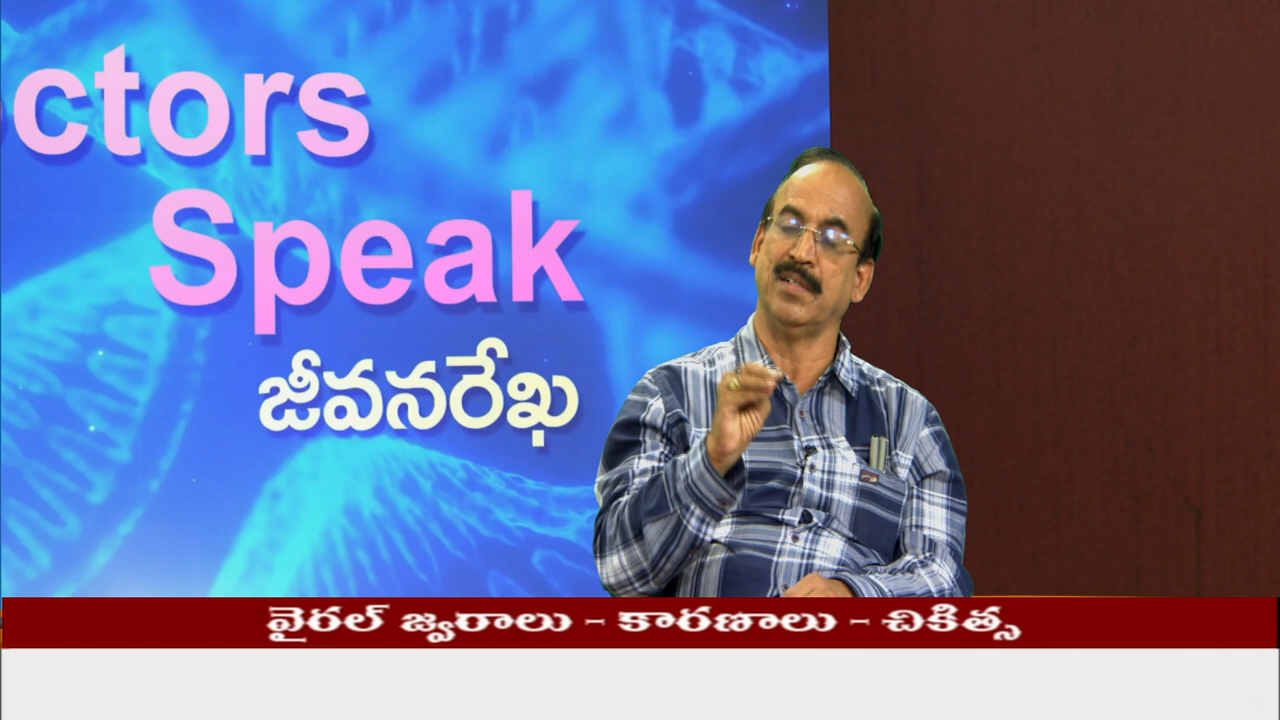 ctors
Speak
జీవనరేఖ
వైరల్ జ్వరాలు - కారణాలు - చికిత్స